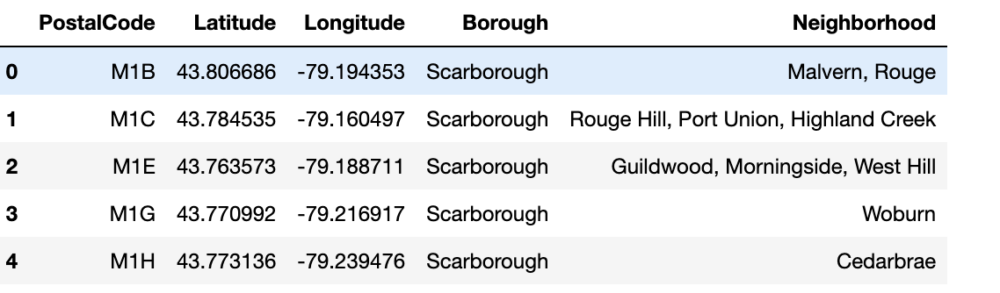 PostalCode Latitude Longitude Borough Neighborhood
0 M1B 43.806686 -79.194353 Scarborough Malvern, Rouge
1 M1C 43.784535 -79.160497 Scarborough Rouge Hill, Port Union, Highland Creek
2 M1E 43.763573 -79.188711 Scarborough Guildwood, Morningside, West Hill
3 M1G 43.770992 -79.216917 Scarborough Woburn
4 M1H 43.773136 -79.239476 Scarborough Cedarbrae